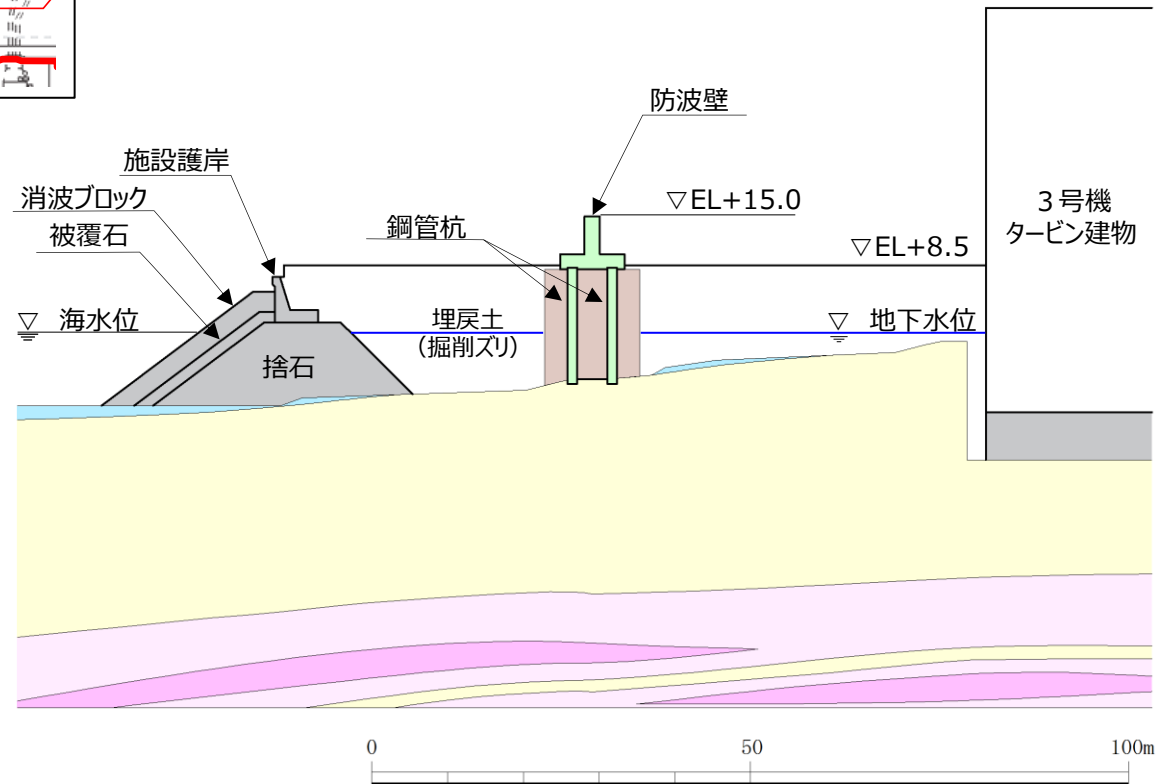 防波壁
施設護岸
▽EL+15.0
消波ブロック
3号機
タービン建物
被覆石
鋼管杭
▽EL+8.5
▽ 海水位
埋戻土
(掘削ズリ)
▽ 地下水位
捨石
0 50 100m